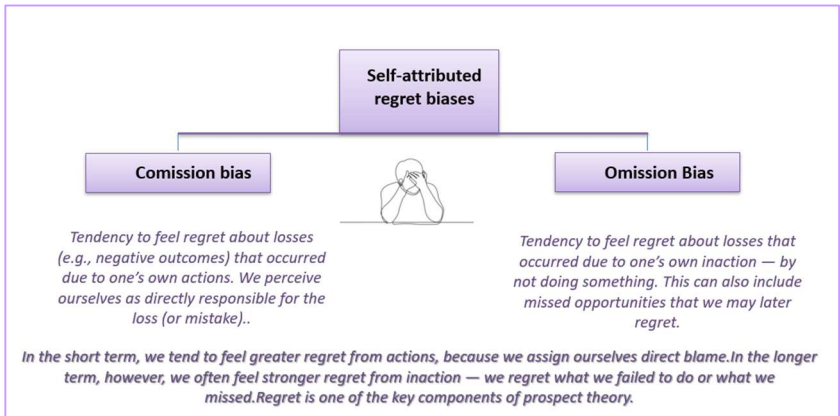 Self-attributed
regret biases
Comission bias
Omission Bias
Tendency to feel regret about losses
(e.g., negative outcomes) that occurred
due to one's own actions. We perceive
ourselves as directly responsible for the
loss (or mistake)..
Tendency to feel regret about losses that
occurred due to one's own inaction — by
not doing something. This can also include
missed opportunities that we may later
regret.
In the short term, we tend to feel greater regret from actions, because we assign ourselves direct blame.In the longer
term, however, we often feel stronger regret from inaction — we regret what we failed to do or what we
missed.Regret is one of the key components of prospect theory.